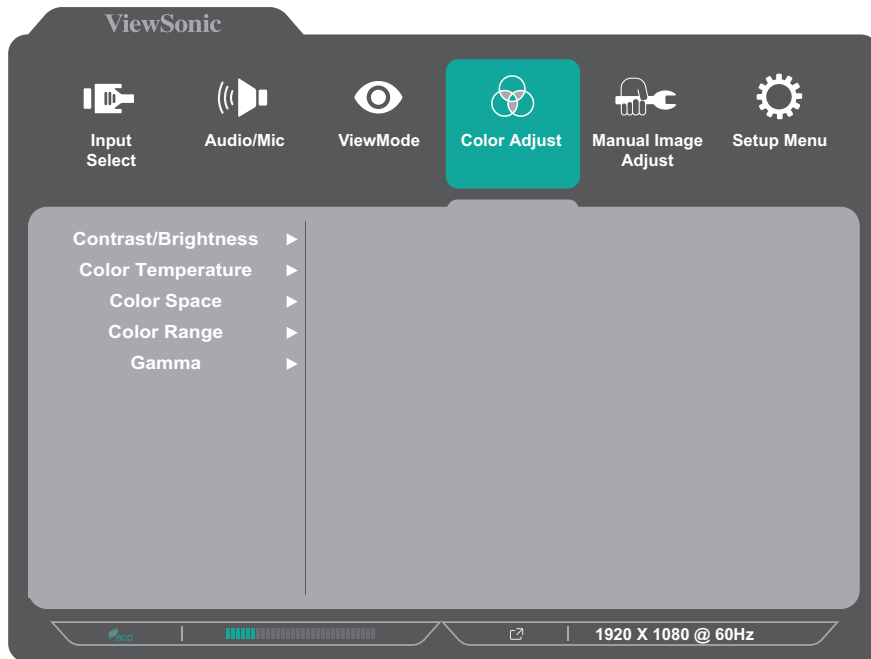 ViewSonic
Input
Select
Audio/Mic
ViewMode
Color Adjust
Manual Image
Adjust
Setup Menu
Contrast/Brightness
Color Temperature
Color Space
Color Range
Gamma
eco
1920 X 1080 @ 60Hz